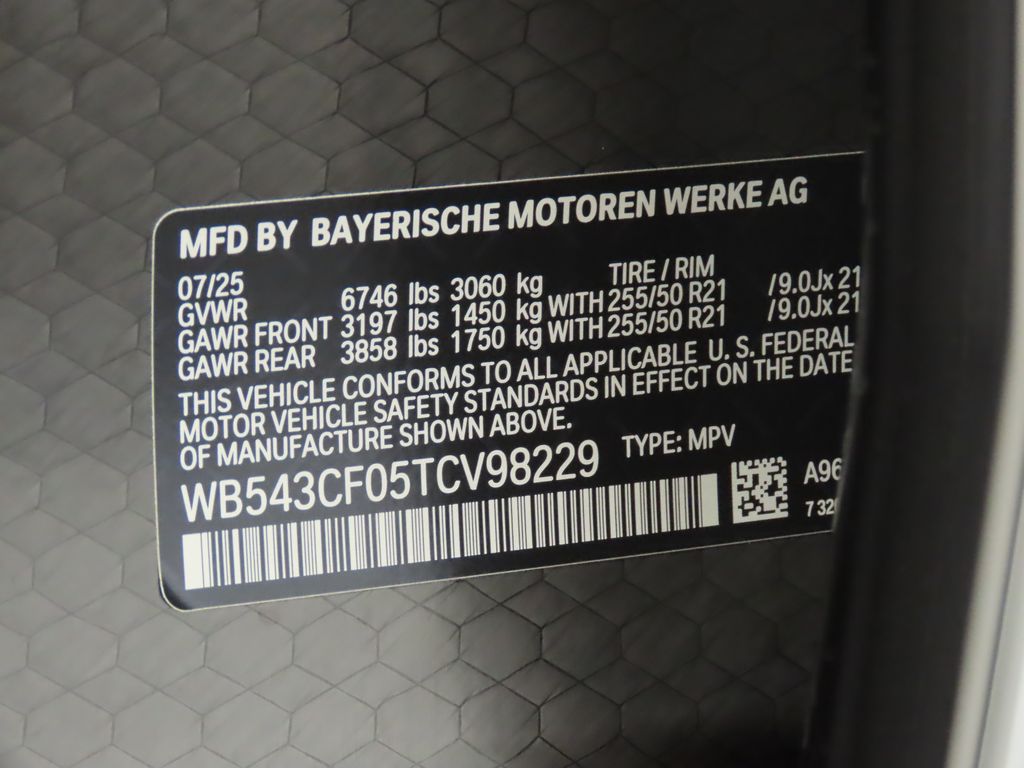 MFD BY BAYERISCHE MOTOREN WERKE AG
07/25 TIRE / RIM
GVWR 6746 lbs 3060 kg
GAWR FRONT 3197 lbs 1450 kg WITH 255/50 R21 /9.0Jx 21
GAWR REAR 3858 lbs 1750 kg WITH 255/50 R21 /9.0Jx 21
THIS VEHICLE CONFORMS TO ALL APPLICABLE U. S. FEDERAL
MOTOR VEHICLE SAFETY STANDARDS IN EFFECT ON THE DATE
OF MANUFACTURE SHOWN ABOVE.
WB543CF05TCV98229 TYPE: MPV
A96
7 32